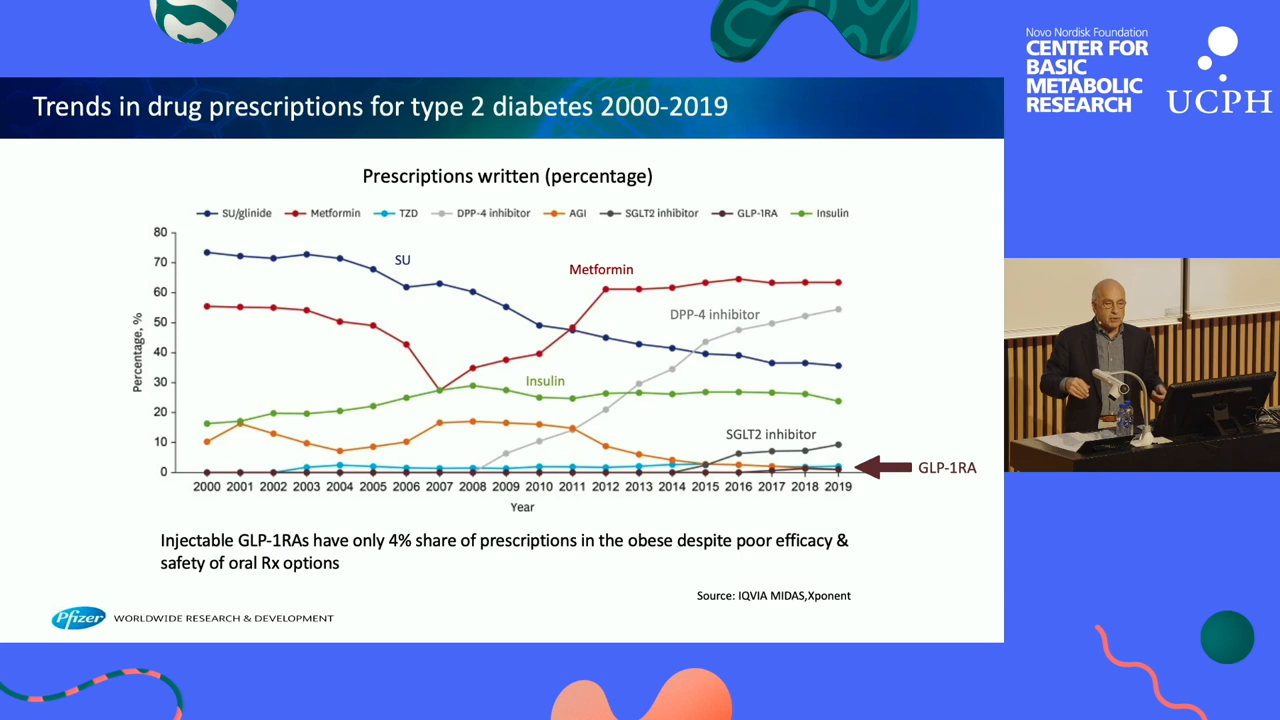 Novo Nordisk Foundation
CENTER FOR
BASIC
METABOLIC
RESEARCH
UCPH
Trends in drug prescriptions for type 2 diabetes 2000-2019
Prescriptions written (percentage)
SU/glinide Metformin TZD DPP-4 inhibitor AGI SGLT2 inhibitor GLP-1RA Insulin
80
70
60
50
40
30
20
10
0
Percentage, %
SU
Metformin
DPP-4 inhibitor
Insulin
SGLT2 inhibitor
GLP-1RA
2000 2001 2002 2003 2004 2005 2006 2007 2008 2009 2010 2011 2012 2013 2014 2015 2016 2017 2018 2019
Year
Injectable GLP-1RAs have only 4% share of prescriptions in the obese despite poor efficacy &
safety of oral Rx options
Source: IQVIA MIDAS,Xponent
Pfizer WORLDWIDE RESEARCH & DEVELOPMENT